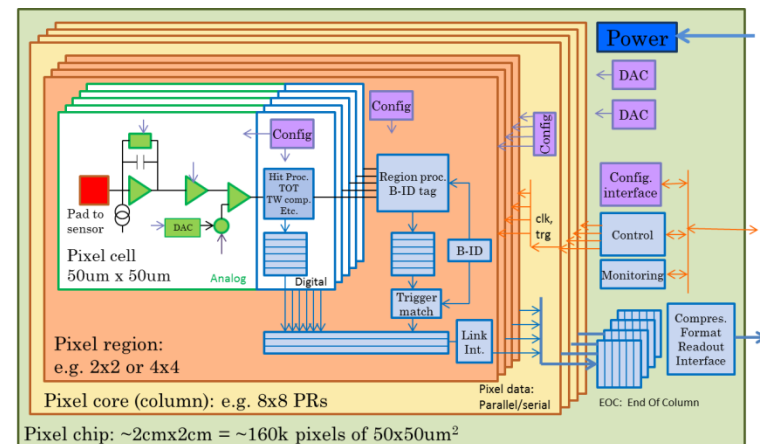 Power
DAC
DAC
Config
Config
Config
Hit Proc.
TOT
TW comp.
Etc.
Region proc.
B-ID tag
Pad to
sensor
DAC
Pixel cell
50um x 50um
Analog
Digital
B-ID
Trigger
match
Link
Int.
clk,
trg
Config.
interface
Control
Monitoring
Compres.
Format
Readout
Interface
EOC: End Of Column
Pixel region:
e.g. 2x2 or 4x4
Pixel data:
Parallel/serial
Pixel core (column): e.g. 8x8 PRs
Pixel chip: ~2cmx2cm = ~160k pixels of 50x50um²